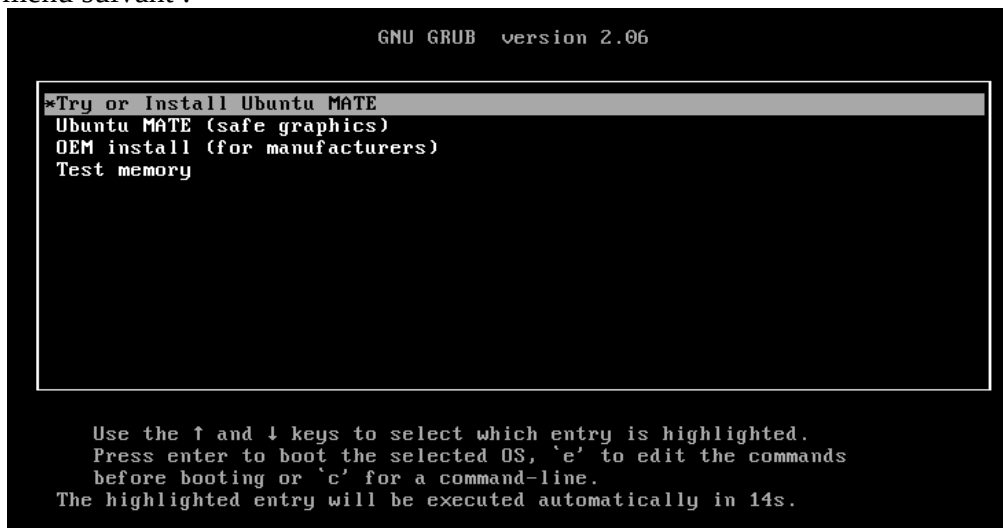 menu suivant :
GNU GRUB version 2.06
*Try or Install Ubuntu MATE
Ubuntu MATE (safe graphics)
OEM install (for manufacturers)
Test memory
Use the ↑ and ↓ keys to select which entry is highlighted.
Press enter to boot the selected OS, `e' to edit the commands
before booting or `c' for a command-line.
The highlighted entry will be executed automatically in 14s.